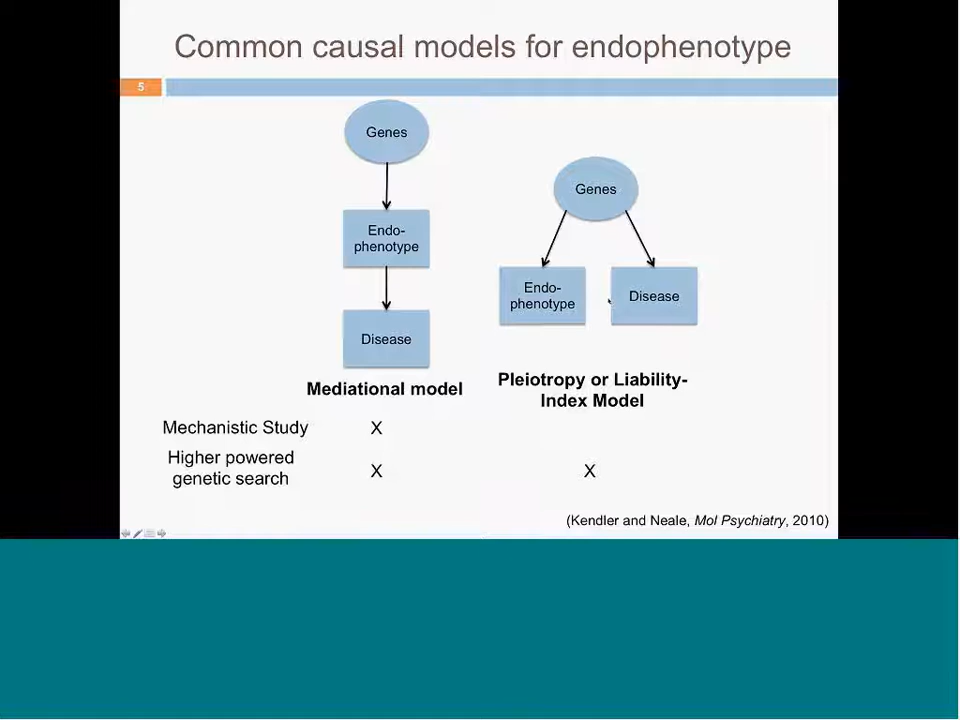 Common causal models for endophenotype
5
Genes
Endo-
phenotype
Disease
Mediational model
Genes
Endo-
phenotype
Disease
Pleiotropy or Liability-
Index Model
Mechanistic Study X
Higher powered
genetic search X X
(Kendler and Neale, Mol Psychiatry, 2010)